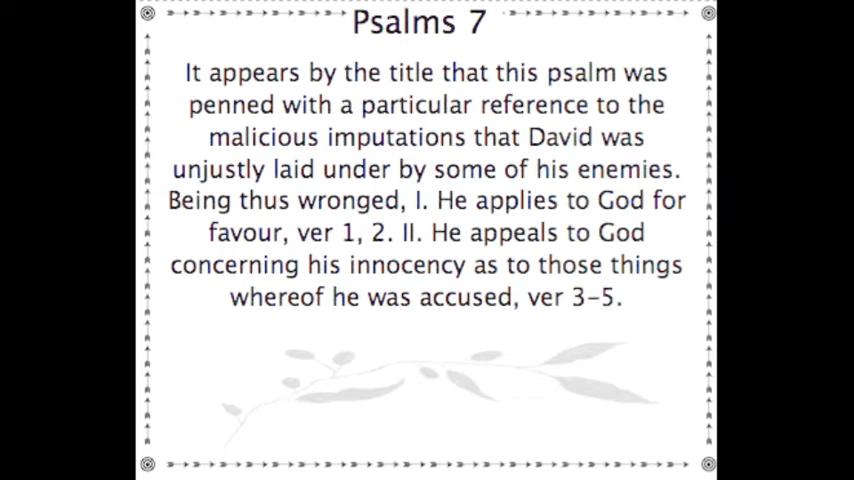 Psalms 7
It appears by the title that this psalm was
penned with a particular reference to the
malicious imputations that David was
unjustly laid under by some of his enemies.
Being thus wronged, I. He applies to God for
favour, ver 1, 2. II. He appeals to God
concerning his innocency as to those things
whereof he was accused, ver 3-5.